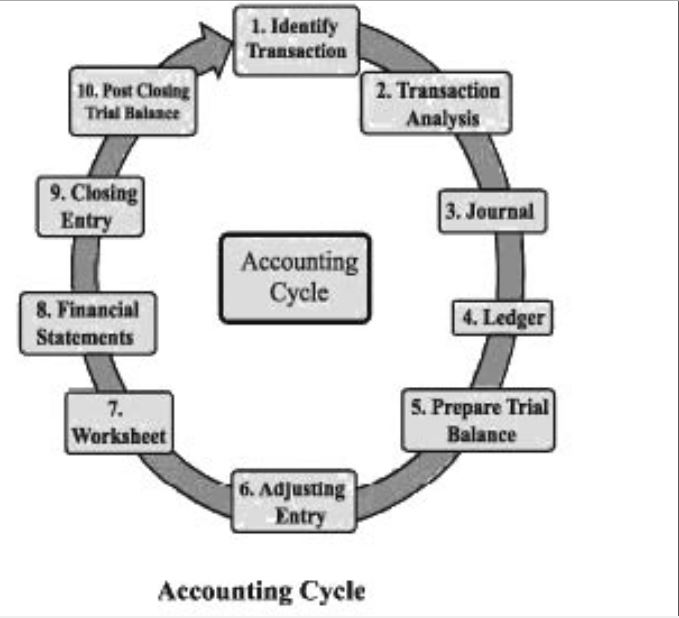 1. Identify
Transaction
2. Transaction
Analysis
3. Journal
4. Ledger
5. Prepare Trial
Balance
6. Adjusting
Entry
7.
Worksheet
8. Financial
Statements
9. Closing
Entry
10. Post Closing
Trial Balance
Accounting
Cycle
Accounting Cycle